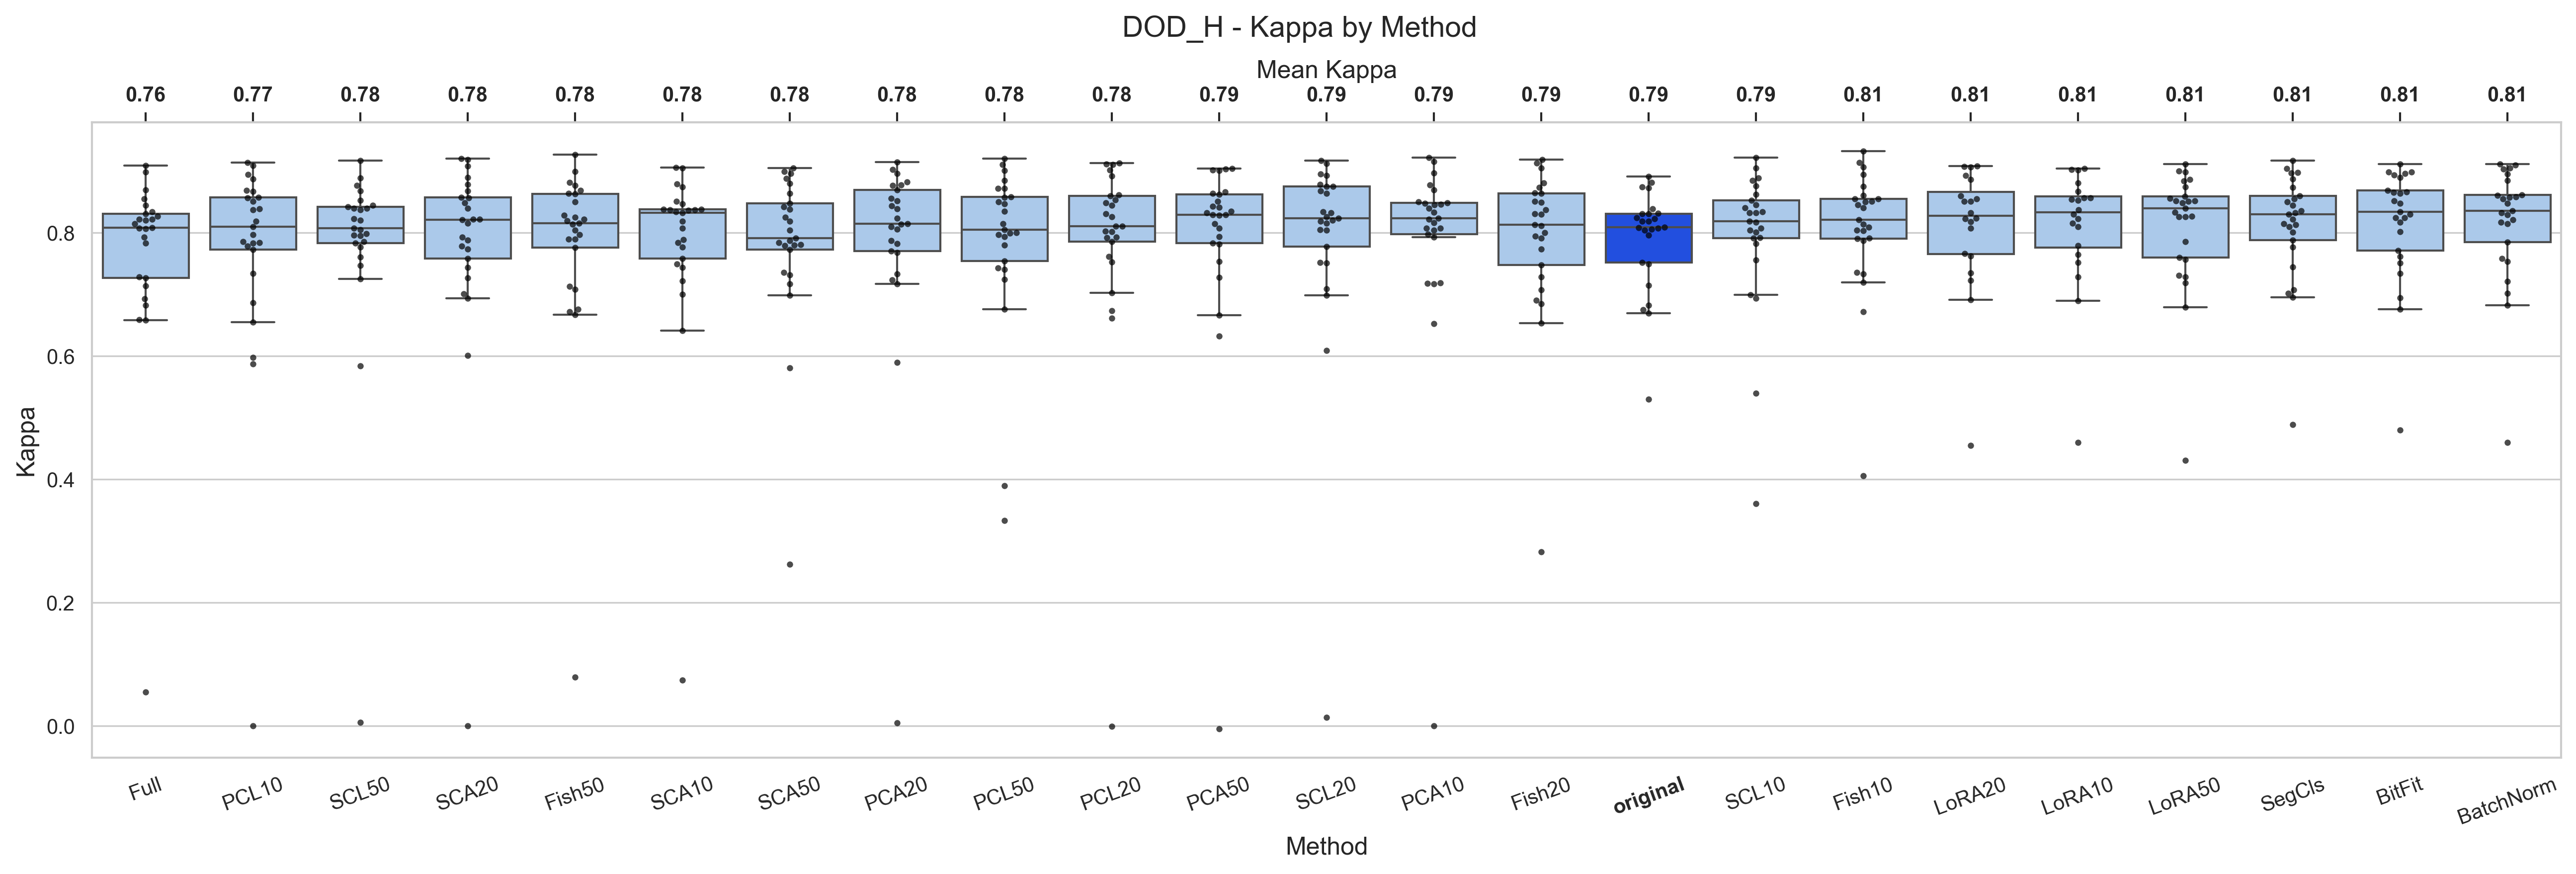 DOD_H - Kappa by Method
Mean Kappa
0.76 0.77 0.78 0.78 0.78 0.78 0.78 0.78 0.78 0.78 0.79 0.79 0.79 0.79 0.79 0.79 0.81 0.81 0.81 0.81 0.81 0.81 0.81
Kappa
0.8
0.6
0.4
0.2
0.0
Full PCL10 SCL50 SCA20 Fish50 SCA10 SCA50 PCA20 PCL50 PCL20 PCA50 SCL20 PCA10 Fish20 original SCL10 Fish10 LoRA20 LoRA10 LoRA50 SegCls BitFit BatchNorm
Method